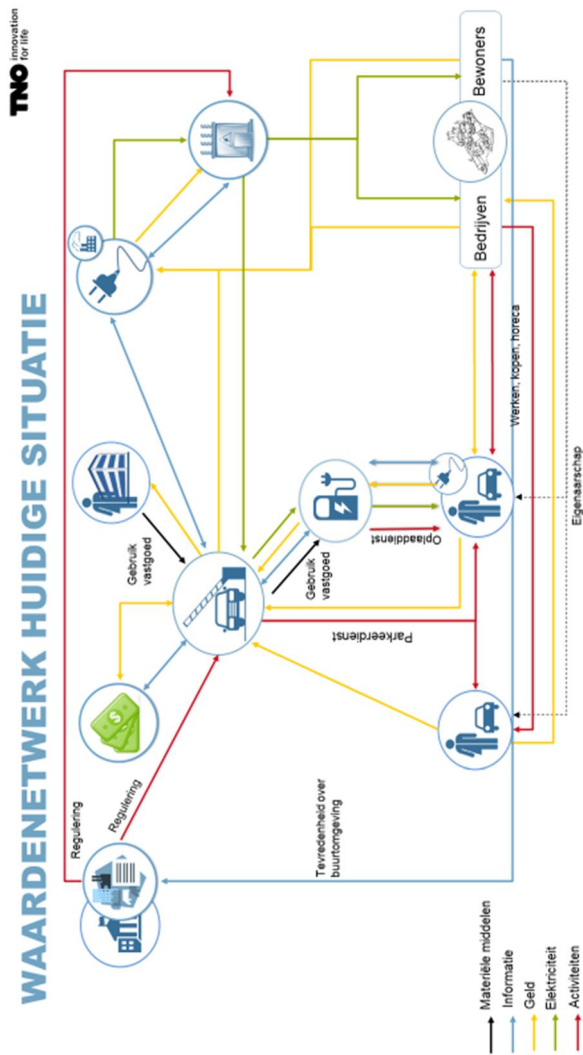 WAARDENETWERK HUIDIGE SITUATIE
TNO innovation
for life
Regulering
Regulering
Gebruik
vastgoed
Gebruik
vastgoed
Parkeerdienst
Oplaaddienst
Tevredenheid over
buurtomgeving
Bedrijven
Bewoners
Werken, kopen, horeca
Eigenaarschap
Materiële middelen
Informatie
Geld
Elektriciteit
Activiteiten